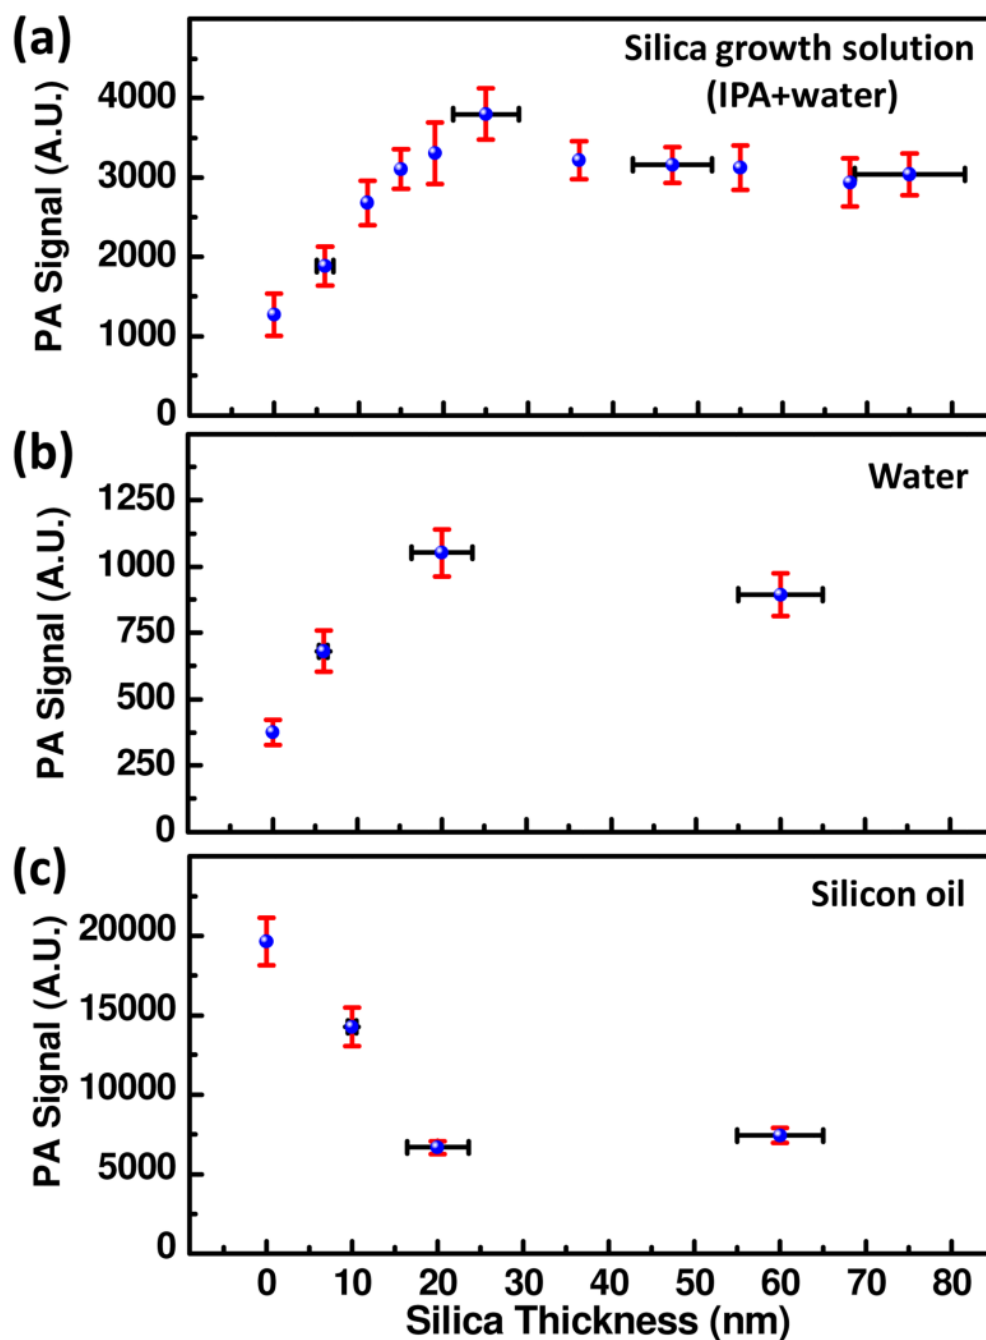 (a)
Silica growth solution
(IPA+water)
PA Signal (A.U.)
4000
3000
2000
1000
0
(b)
Water
PA Signal (A.U.)
1250
1000
750
500
250
0
(c)
Silicon oil
PA Signal (A.U.)
20000
15000
10000
5000
0
0 10 20 30 40 50 60 70 80
Silica Thickness (nm)